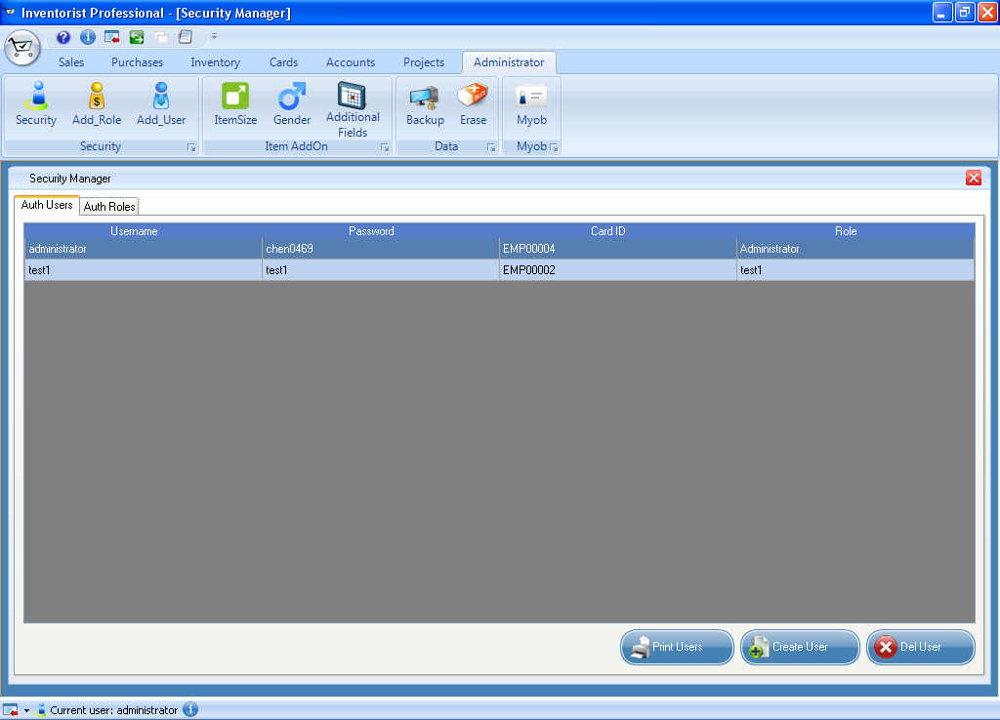 Inventorist Professional - [Security Manager]
Sales Purchases Inventory Cards Accounts Projects Administrator
Security Add_Role Add_User ItemSize Gender Additional Fields Backup Erase Myob
Security Item AddOn Data Myob
Security Manager
Auth Users Auth Roles
Username Password Card ID Role
administrator chen0469 EMP00004 Administrator
test1 test1 EMP00002 test1
Print Users Create User Del User
Current user: administrator